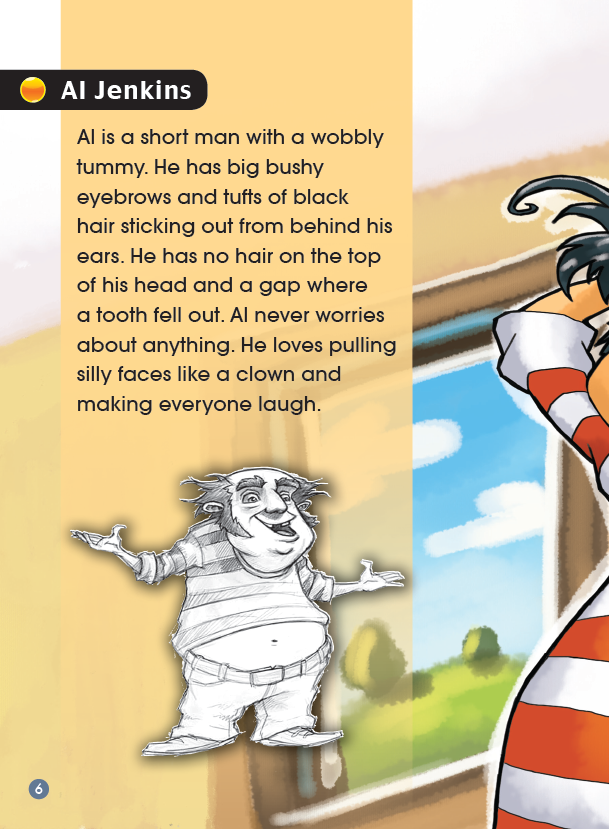 Al Jenkins
Al is a short man with a wobbly
tummy. He has big bushy
eyebrows and tufts of black
hair sticking out from behind his
ears. He has no hair on the top
of his head and a gap where
a tooth fell out. Al never worries
about anything. He loves pulling
silly faces like a clown and
making everyone laugh.
6